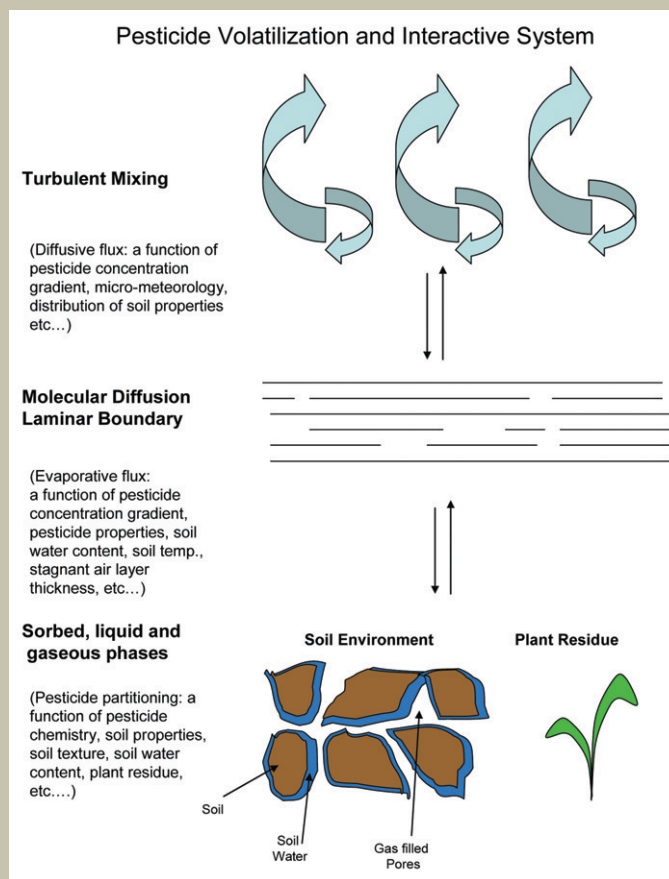 Pesticide Volatilization and Interactive System
Turbulent Mixing
(Diffusive flux: a function of
pesticide concentration
gradient, micro-meteorology,
distribution of soil properties
etc…)
Molecular Diffusion
Laminar Boundary
(Evaporative flux:
a function of pesticide
concentration gradient,
pesticide properties, soil
water content, soil temp.,
stagnant air layer
thickness, etc…)
Sorbed, liquid and
gaseous phases
(Pesticide partitioning: a
function of pesticide
chemistry, soil properties,
soil texture, soil water
content, plant residue,
etc.…)
Soil Environment
Plant Residue
Soil
Soil
Water
Gas filled
Pores